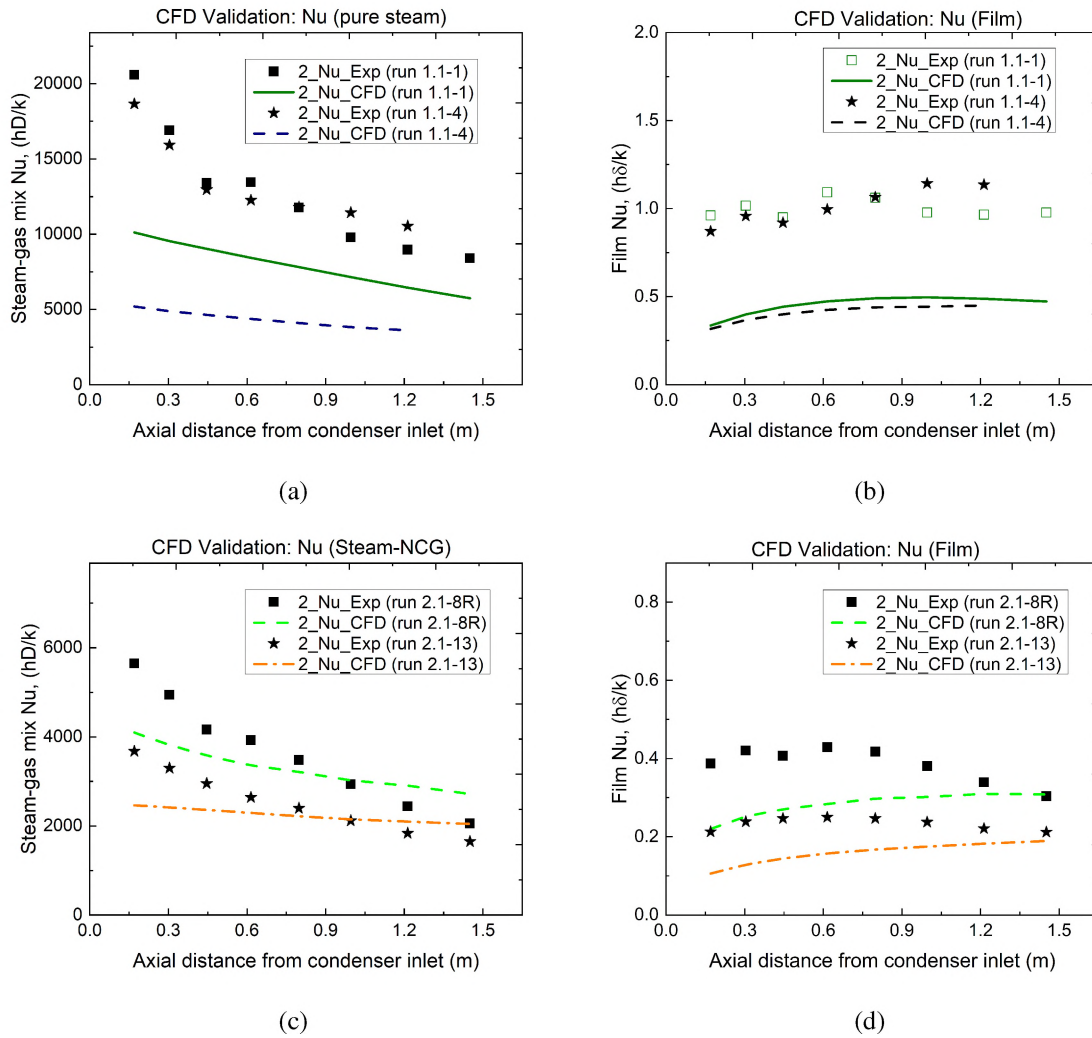 CFD Validation: Nu (pure steam)
Steam-gas mix Nu, (hD/k)
20000
15000
10000
5000
0
2_Nu_Exp (run 1.1-1)
2_Nu_CFD (run 1.1-1)
2_Nu_Exp (run 1.1-4)
2_Nu_CFD (run 1.1-4)
0.0 0.3 0.6 0.9 1.2 1.5
Axial distance from condenser inlet (m)
(a)
CFD Validation: Nu (Film)
Film Nu, (hδ/k)
2.0
1.5
1.0
0.5
0.0
2_Nu_Exp (run 1.1-1)
2_Nu_CFD (run 1.1-1)
2_Nu_Exp (run 1.1-4)
2_Nu_CFD (run 1.1-4)
0.0 0.3 0.6 0.9 1.2 1.5
Axial distance from condenser inlet (m)
(b)
CFD Validation: Nu (Steam-NCG)
Steam-gas mix Nu, (hD/k)
6000
4000
2000
0
2_Nu_Exp (run 2.1-8R)
2_Nu_CFD (run 2.1-8R)
2_Nu_Exp (run 2.1-13)
2_Nu_CFD (run 2.1-13)
0.0 0.3 0.6 0.9 1.2 1.5
Axial distance from condenser inlet (m)
(c)
CFD Validation: Nu (Film)
Film Nu, (hδ/k)
0.8
0.6
0.4
0.2
0.0
2_Nu_Exp (run 2.1-8R)
2_Nu_CFD (run 2.1-8R)
2_Nu_Exp (run 2.1-13)
2_Nu_CFD (run 2.1-13)
0.0 0.3 0.6 0.9 1.2 1.5
Axial distance from condenser inlet (m)
(d)